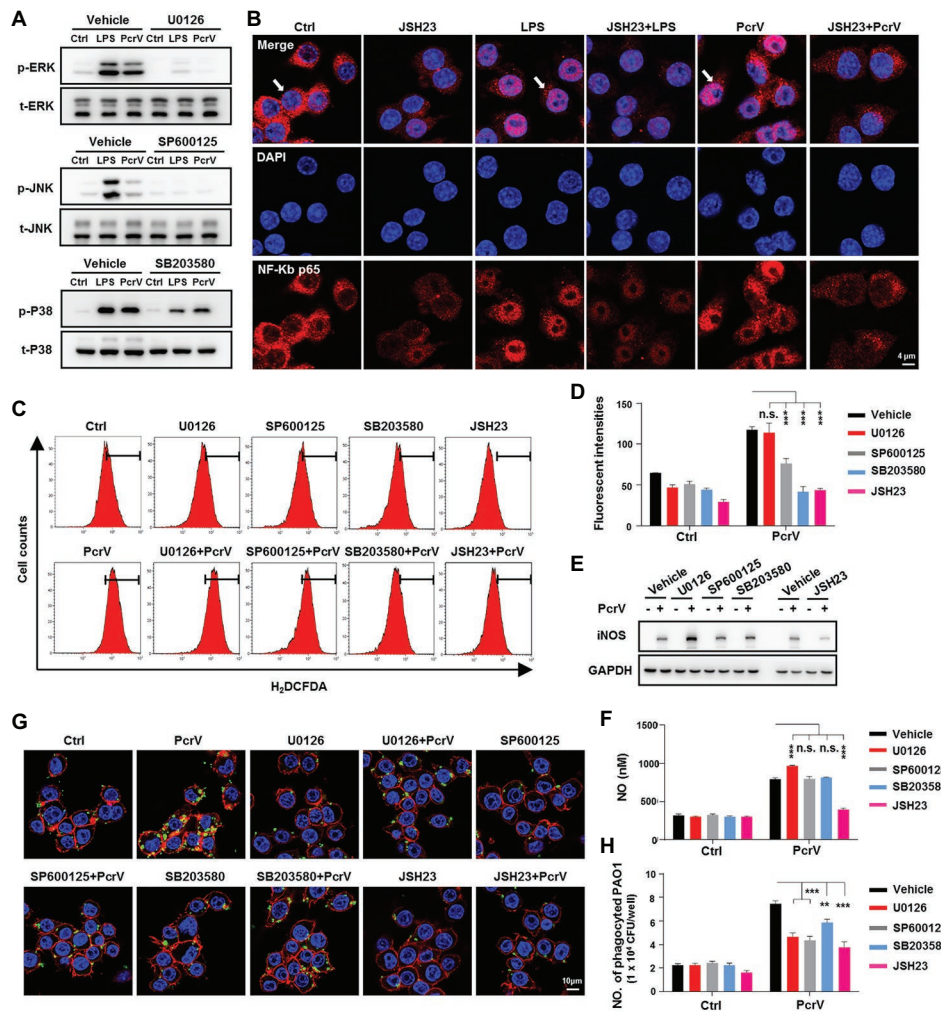 A
Vehicle U0126
Ctrl LPS PcrV Ctrl LPS PcrV
p-ERK
t-ERK
Vehicle SP600125
Ctrl LPS PcrV Ctrl LPS PcrV
p-JNK
t-JNK
Vehicle SB203580
Ctrl LPS PcrV Ctrl LPS PcrV
p-P38
t-P38
B
Ctrl JSH23 LPS JSH23+LPS PcrV JSH23+PcrV
Merge
DAPI
NF-Kb p65
4 μm
C
Cell counts
Ctrl U0126 SP600125 SB203580 JSH23
PcrV U0126+PcrV SP600125+PcrV SB203580+PcrV JSH23+PcrV
H₂DCFDA
D
Fluorescent intensities
150
100
50
0
n.s. *** *** ***
Ctrl PcrV
Vehicle
U0126
SP600125
SB203580
JSH23
E
Vehicle U0126 SP600125 SB203580 Vehicle JSH23
PcrV - + - + - + - + - + - +
iNOS
GAPDH
F
NO (nM)
1500
1000
500
0
*** n.s. n.s. ***
Ctrl PcrV
Vehicle
U0126
SP60012
SB20358
JSH23
G
Ctrl PcrV U0126 U0126+PcrV SP600125
SP600125+PcrV SB203580 SB203580+PcrV JSH23 JSH23+PcrV
10μm
H
NO. of phagocyted PAO1
(1 x 10⁴ CFU/well)
10
8
6
4
2
0
*** ** ***
Ctrl PcrV
Vehicle
U0126
SP60012
SB20358
JSH23